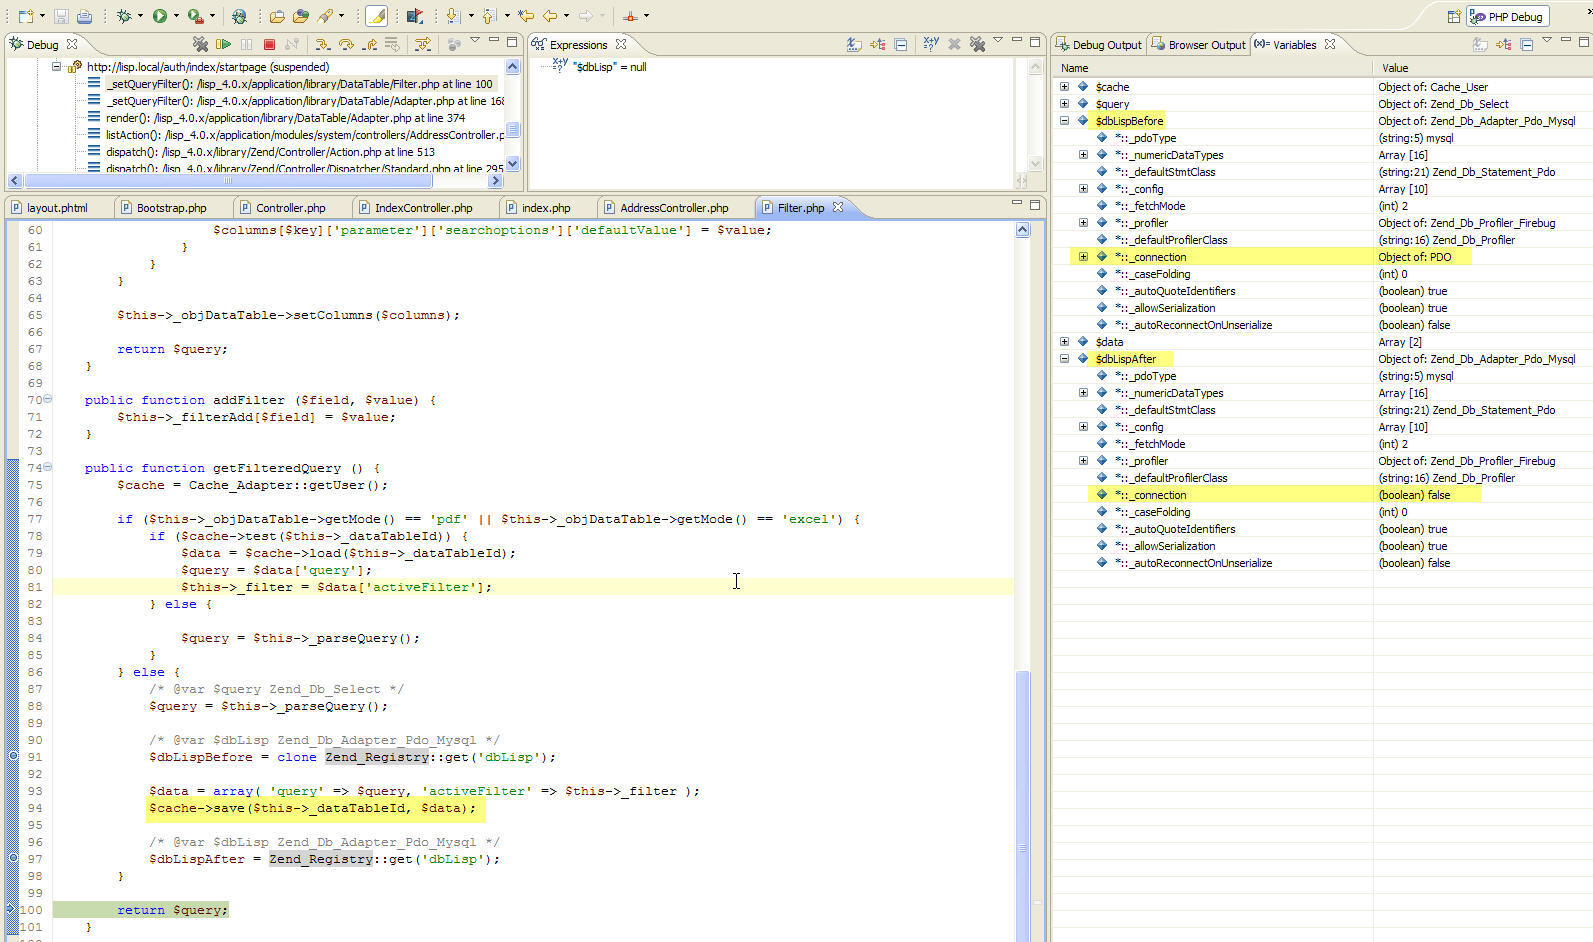 PHP Debug
Debug
http://lisp.local/auth/index/startpage (suspended)
_setQueryFilter(): /lisp_4.0.x/application/library/DataTable/Filter.php at line 100
_setQueryFilter(): /lisp_4.0.x/application/library/DataTable/Adapter.php at line 168
render(): /lisp_4.0.x/application/library/DataTable/Adapter.php at line 374
listAction(): /lisp_4.0.x/application/modules/system/controllers/AddressController.p
dispatch(): /lisp_4.0.x/library/Zend/Controller/Action.php at line 513
dispatch(): /lisp_4.0.x/library/Zend/Controller/Dispatcher/Standard.php at line 295
Expressions
"$dbLisp" = null
Debug Output Browser Output Variables
Name Value
$cache Object of: Cache_User
$query Object of: Zend_Db_Select
$dbLispBefore Object of: Zend_Db_Adapter_Pdo_Mysql
*::_pdoType (string:5) mysql
*::_numericDataTypes Array [16]
*::_defaultStmtClass (string:21) Zend_Db_Statement_Pdo
*::_config Array [10]
*::_fetchMode (int) 2
*::_profiler Object of: Zend_Db_Profiler_Firebug
*::_defaultProfilerClass (string:16) Zend_Db_Profiler
*::_connection Object of: PDO
*::_caseFolding (int) 0
*::_autoQuoteIdentifiers (boolean) true
*::_allowSerialization (boolean) true
*::_autoReconnectOnUnserialize (boolean) false
$data Array [2]
$dbLispAfter Object of: Zend_Db_Adapter_Pdo_Mysql
*::_pdoType (string:5) mysql
*::_numericDataTypes Array [16]
*::_defaultStmtClass (string:21) Zend_Db_Statement_Pdo
*::_config Array [10]
*::_fetchMode (int) 2
*::_profiler Object of: Zend_Db_Profiler_Firebug
*::_defaultProfilerClass (string:16) Zend_Db_Profiler
*::_connection (boolean) false
*::_caseFolding (int) 0
*::_autoQuoteIdentifiers (boolean) true
*::_allowSerialization (boolean) true
*::_autoReconnectOnUnserialize (boolean) false
layout.phtml Bootstrap.php Controller.php IndexController.php index.php AddressController.php Filter.php
60 $columns[$key]['parameter']['searchoptions']['defaultValue'] = $value;
61 }
62 }
63 }
64
65 $this->_objDataTable->setColumns($columns);
66
67 return $query;
68 }
69
70 public function addFilter ($field, $value) {
71 $this->_filterAdd[$field] = $value;
72 }
73
74 public function getFilteredQuery () {
75 $cache = Cache_Adapter::getUser();
76
77 if ($this->_objDataTable->getMode() == 'pdf' || $this->_objDataTable->getMode() == 'excel') {
78 if ($cache->test($this->_dataTableId)) {
79 $data = $cache->load($this->_dataTableId);
80 $query = $data['query'];
81 $this->_filter = $data['activeFilter'];
82 } else {
83
84 $query = $this->_parseQuery();
85 }
86 } else {
87 /* @var $query Zend_Db_Select */
88 $query = $this->_parseQuery();
89
90 /* @var $dbLisp Zend_Db_Adapter_Pdo_Mysql */
91 $dbLispBefore = clone Zend_Registry::get('dbLisp');
92
93 $data = array( 'query' => $query, 'activeFilter' => $this->_filter );
94 $cache->save($this->_dataTableId, $data);
95
96 /* @var $dbLisp Zend_Db_Adapter_Pdo_Mysql */
97 $dbLispAfter = Zend_Registry::get('dbLisp');
98 }
99
100 return $query;
101 }